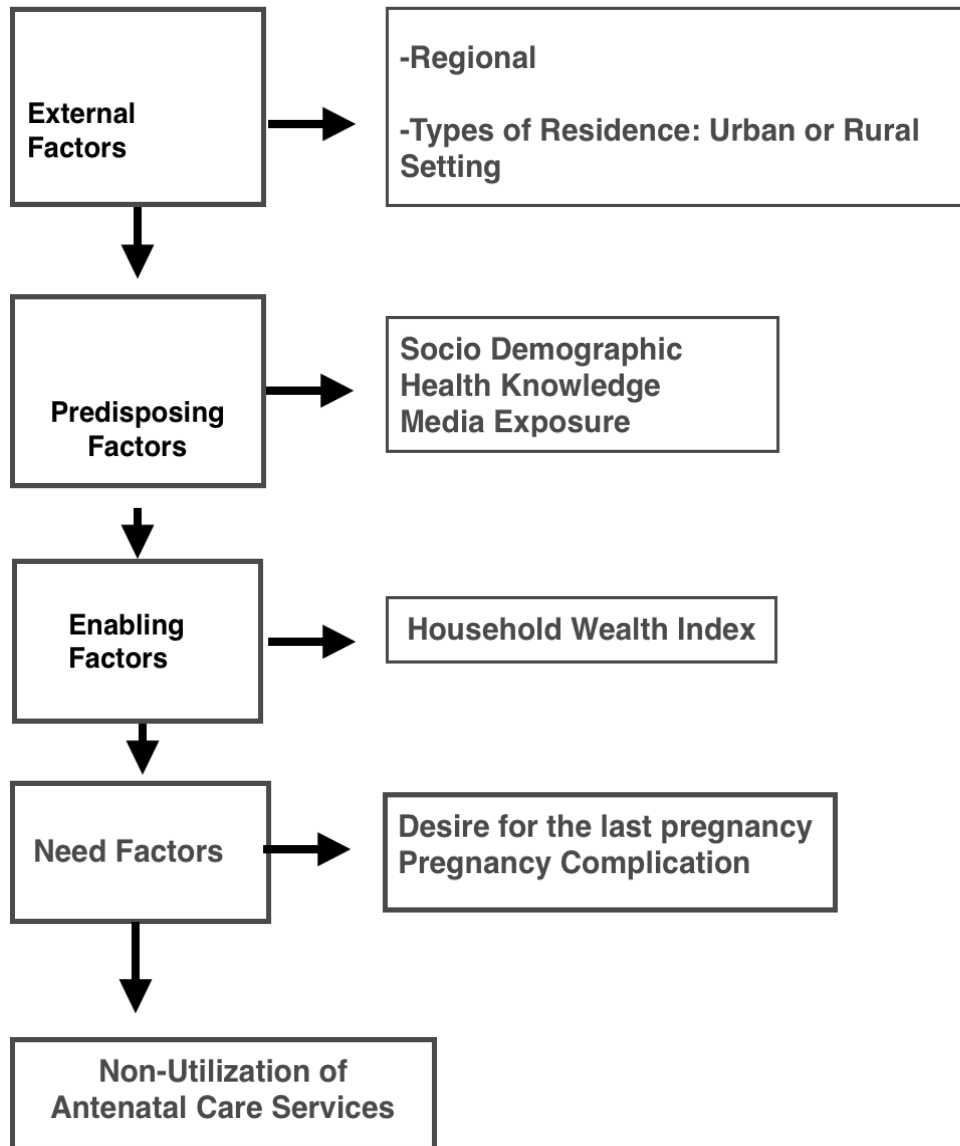 External
Factors
-Regional
-Types of Residence: Urban or Rural
Setting
Predisposing
Factors
Socio Demographic
Health Knowledge
Media Exposure
Enabling
Factors
Household Wealth Index
Need Factors
Desire for the last pregnancy
Pregnancy Complication
Non-Utilization of
Antenatal Care Services